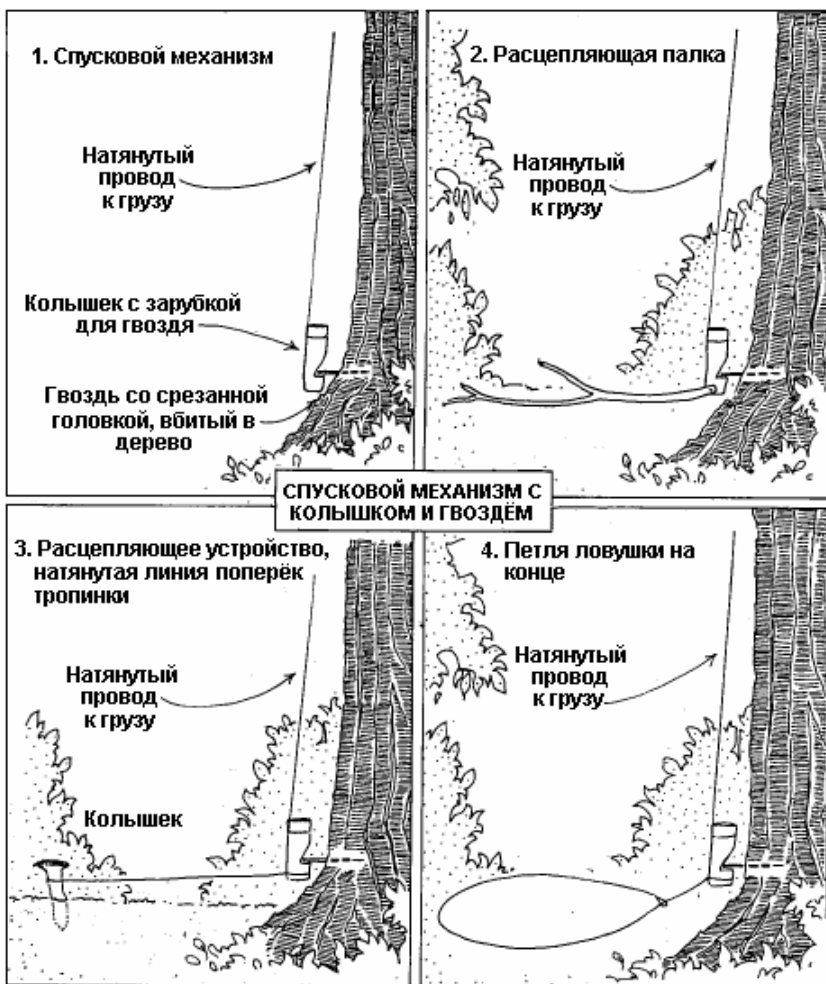 1. Спусковой механизм
Натянутый
провод
к грузу
Колышек с зарубкой
для гвоздя
Гвоздь со срезанной
головкой, вбитый в
дерево
2. Расцепляющая палка
Натянутый
провод
к грузу
СПУСКОВОЙ МЕХАНИЗМ С
КОЛЫШКОМ И ГВОЗДЁМ
3. Расцепляющее устройство,
натянутая линия поперёк
тропинки
Натянутый
провод
к грузу
Колышек
4. Петля ловушки на
конце
Натянутый
провод
к грузу